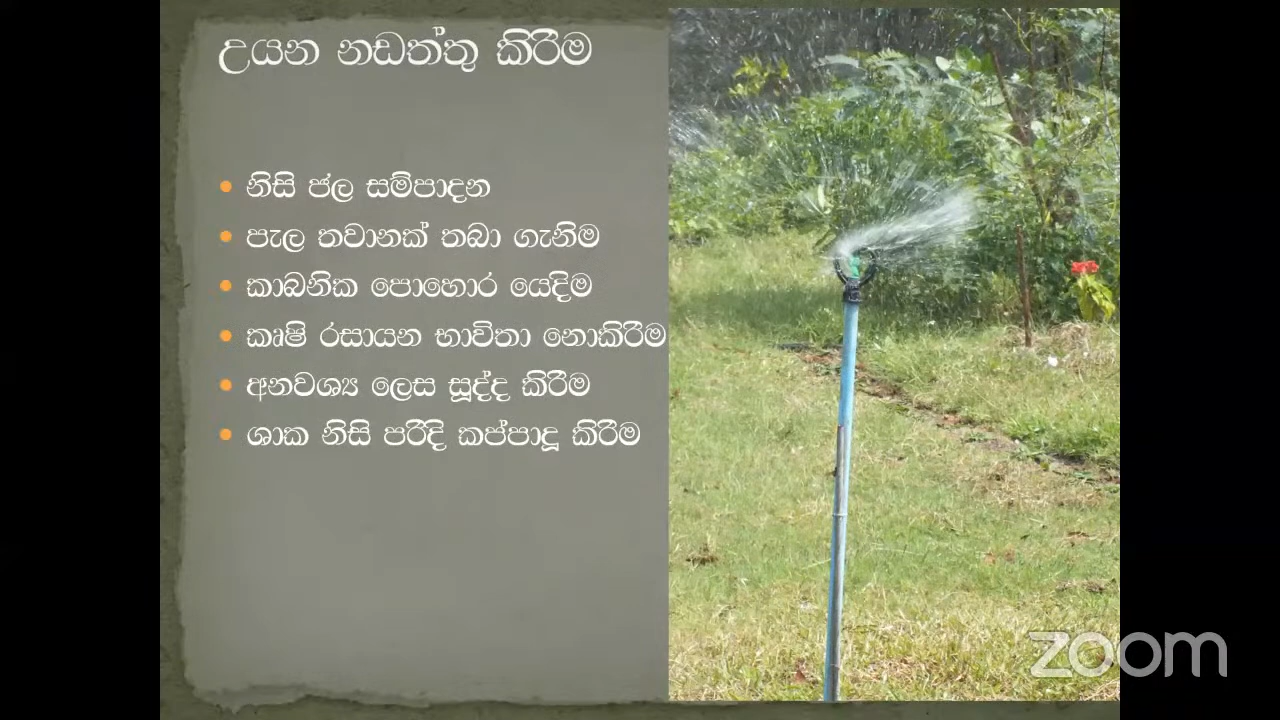 උයන නඩත්තු කිරීම
නිසි ජල සම්පාදන
පැල තවානක් තබා ගැනීම
කාබනික පොහොර යෙදීම
කෘෂි රසායන භාවිතා නොකිරීම
අනවශ්‍ය ලෙස සූද්ද කිරීම
ශාක නිසි පරිදි කප්පාදූ කිරීම
zoom